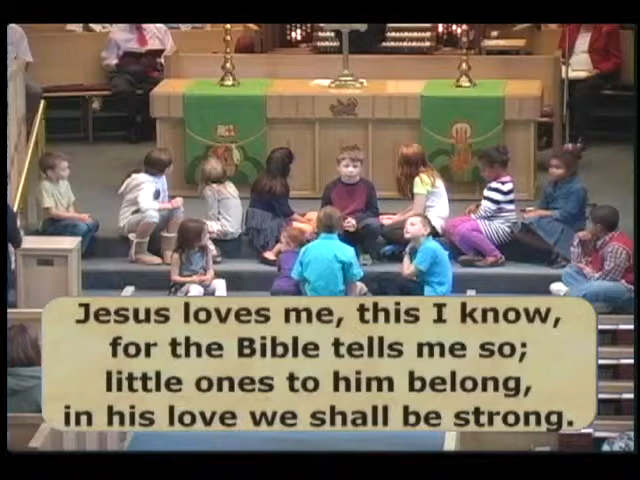 Jesus loves me, this I know,
for the Bible tells me so;
little ones to him belong,
in his love we shall be strong.